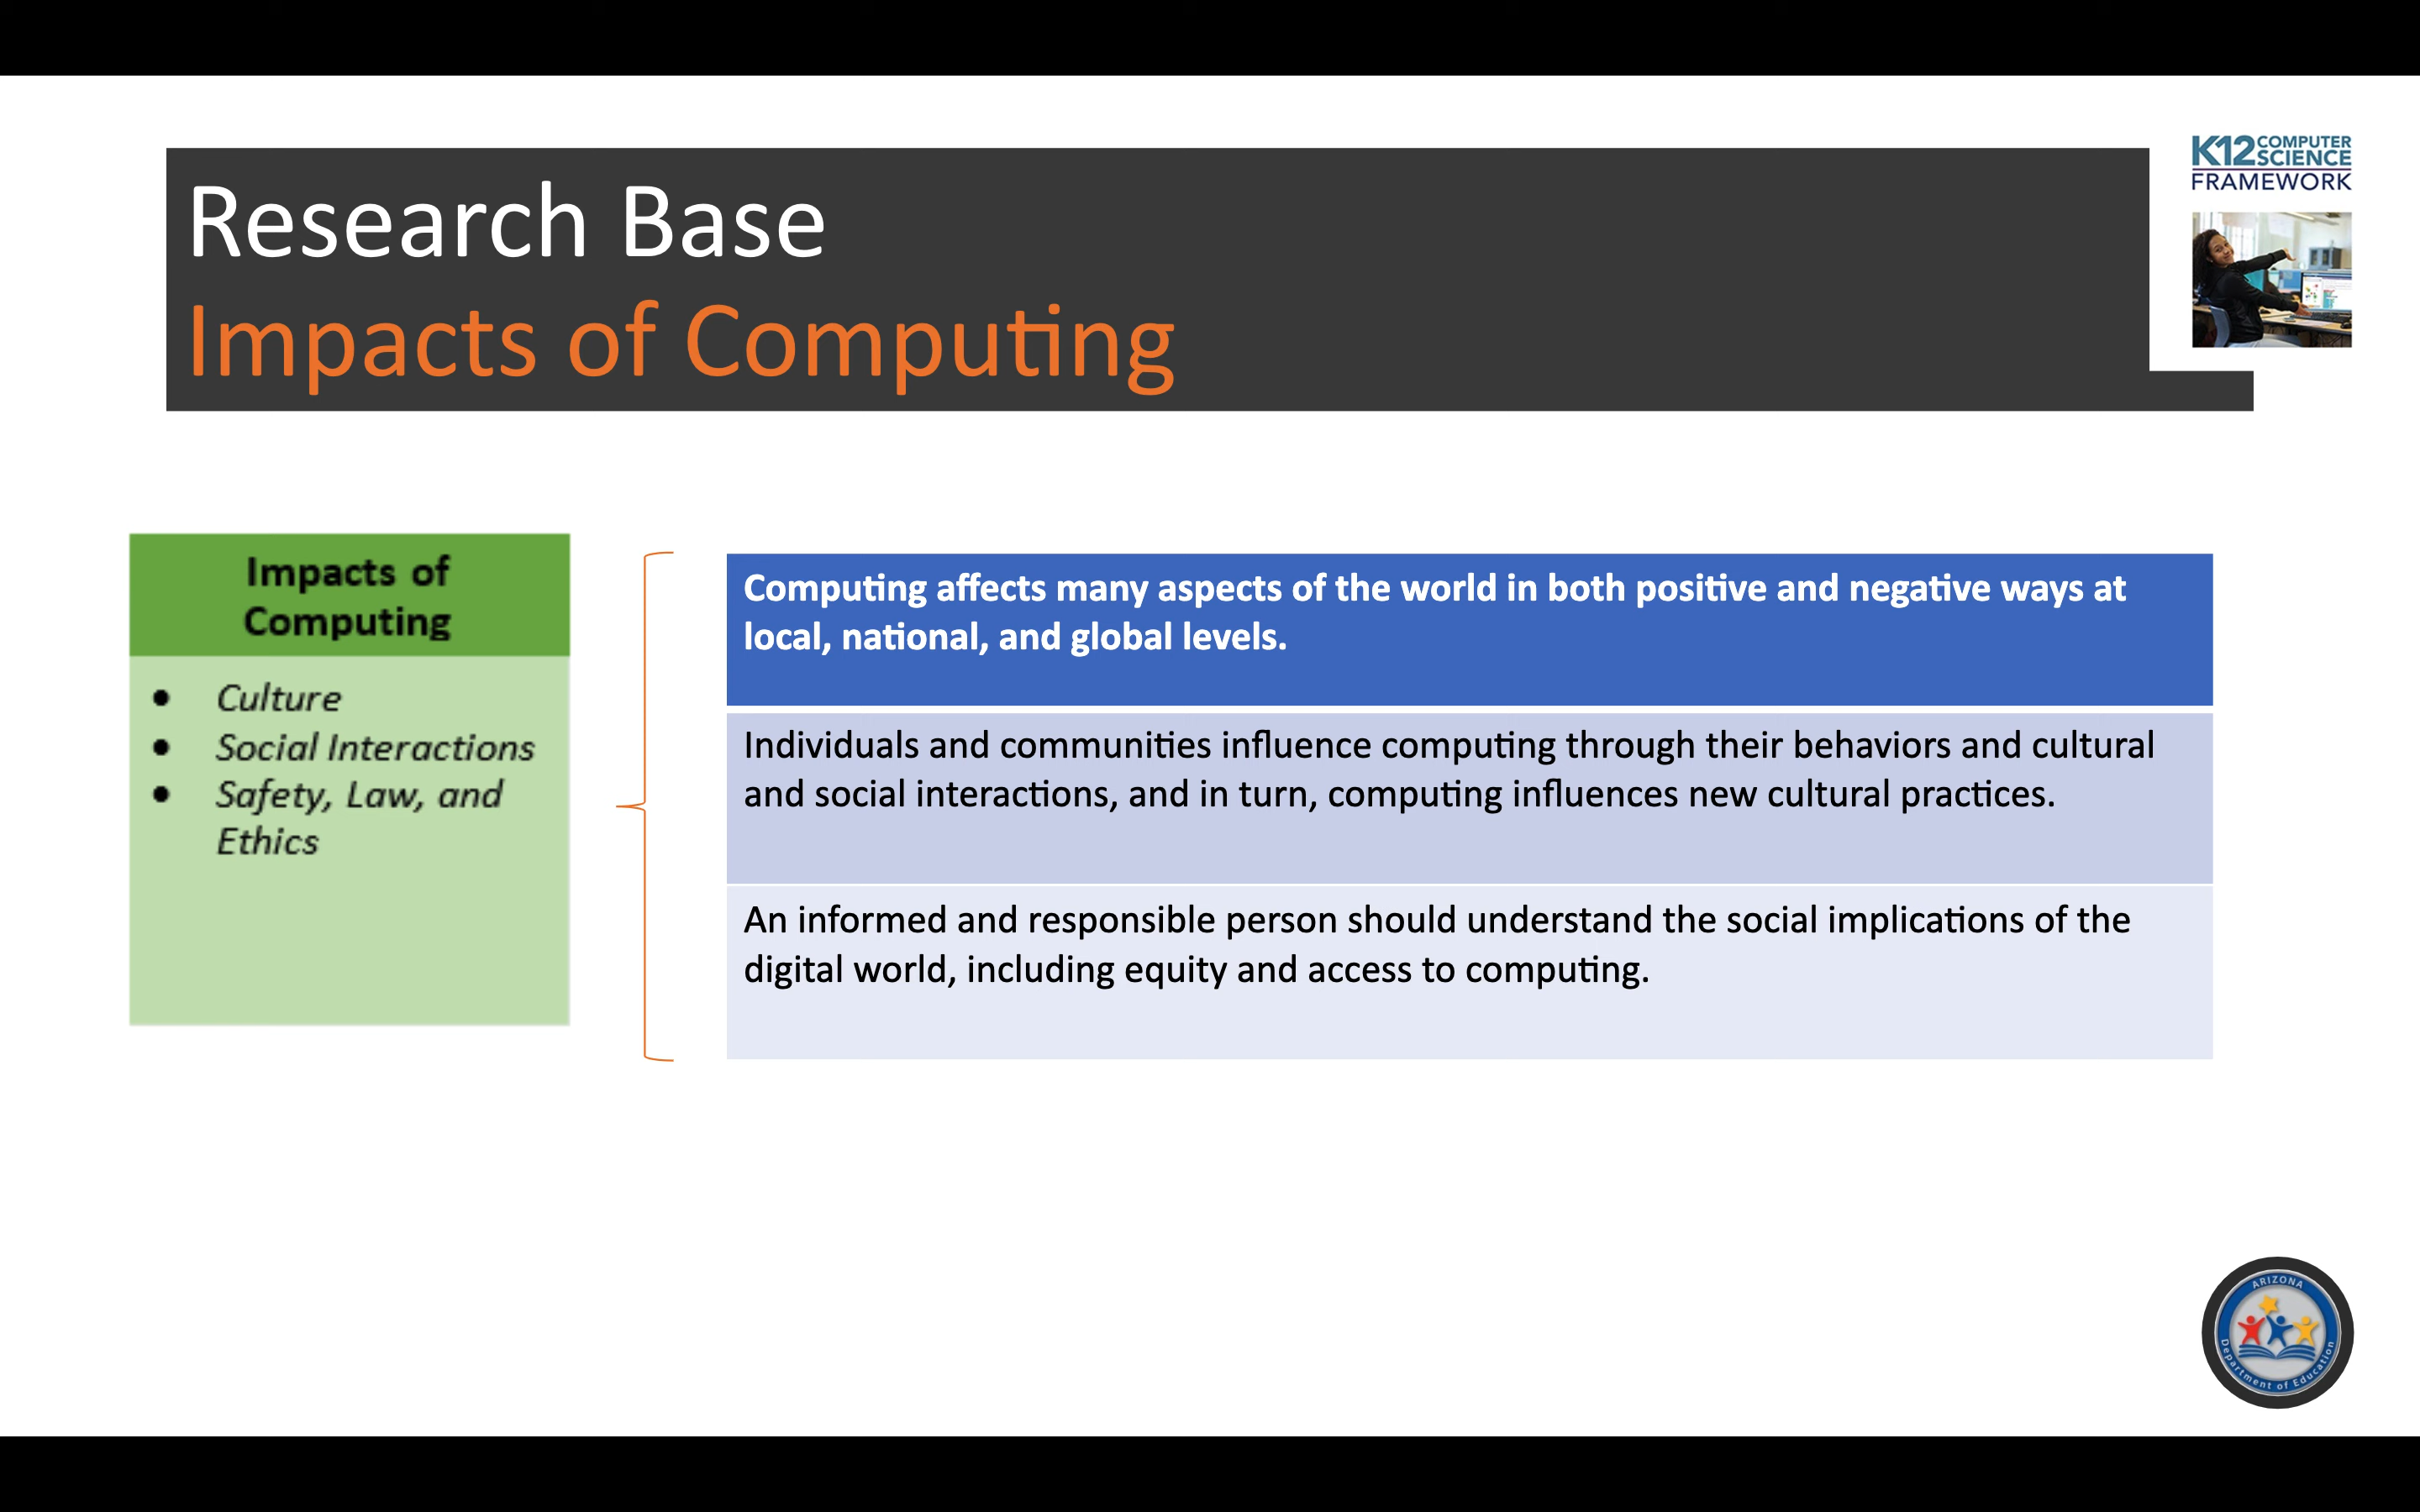 Research Base
Impacts of Computing
K12 COMPUTER
SCIENCE
FRAMEWORK
Impacts of
Computing
• Culture
• Social Interactions
• Safety, Law, and
Ethics
Computing affects many aspects of the world in both positive and negative ways at
local, national, and global levels.
Individuals and communities influence computing through their behaviors and cultural
and social interactions, and in turn, computing influences new cultural practices.
An informed and responsible person should understand the social implications of the
digital world, including equity and access to computing.
ARIZONA
Department of Education